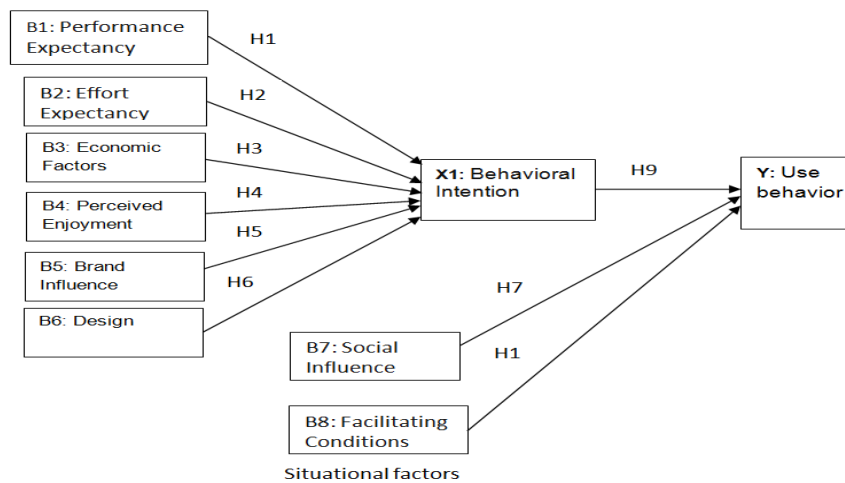 B1: Performance
Expectancy
H1
B2: Effort
Expectancy
H2
B3: Economic
Factors
H3
B4: Perceived
Enjoyment
H4
B5: Brand
Influence
H5
B6: Design
H6
X1: Behavioral
Intention
H9
Y: Use
behavior
B7: Social
Influence
H7
B8: Facilitating
Conditions
H1
Situational factors